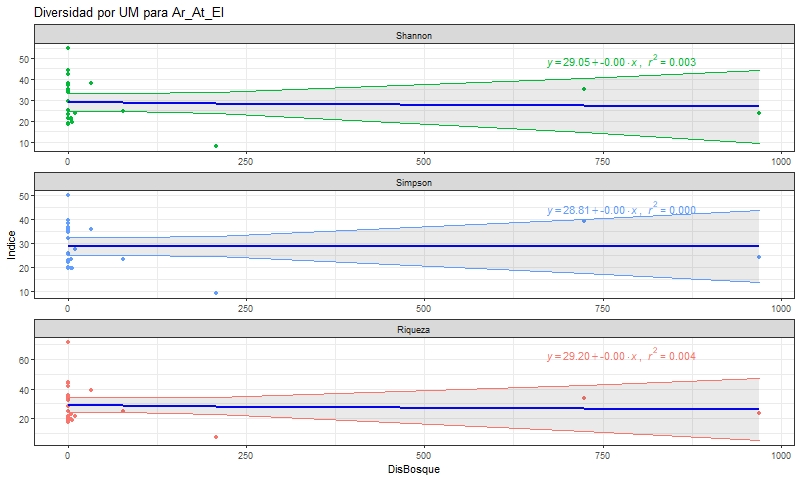 Diversidad por UM para Ar_At_El
Shannon
y = 29.05 + -0.00 · x , r² = 0.003
50
40
30
20
10
0 250 500 750 1000
Simpson
y = 28.81 + -0.00 · x , r² = 0.000
50
40
30
20
10
0 250 500 750 1000
Indice
Riqueza
y = 29.20 + -0.00 · x , r² = 0.004
60
40
20
0 250 500 750 1000
DisBosque